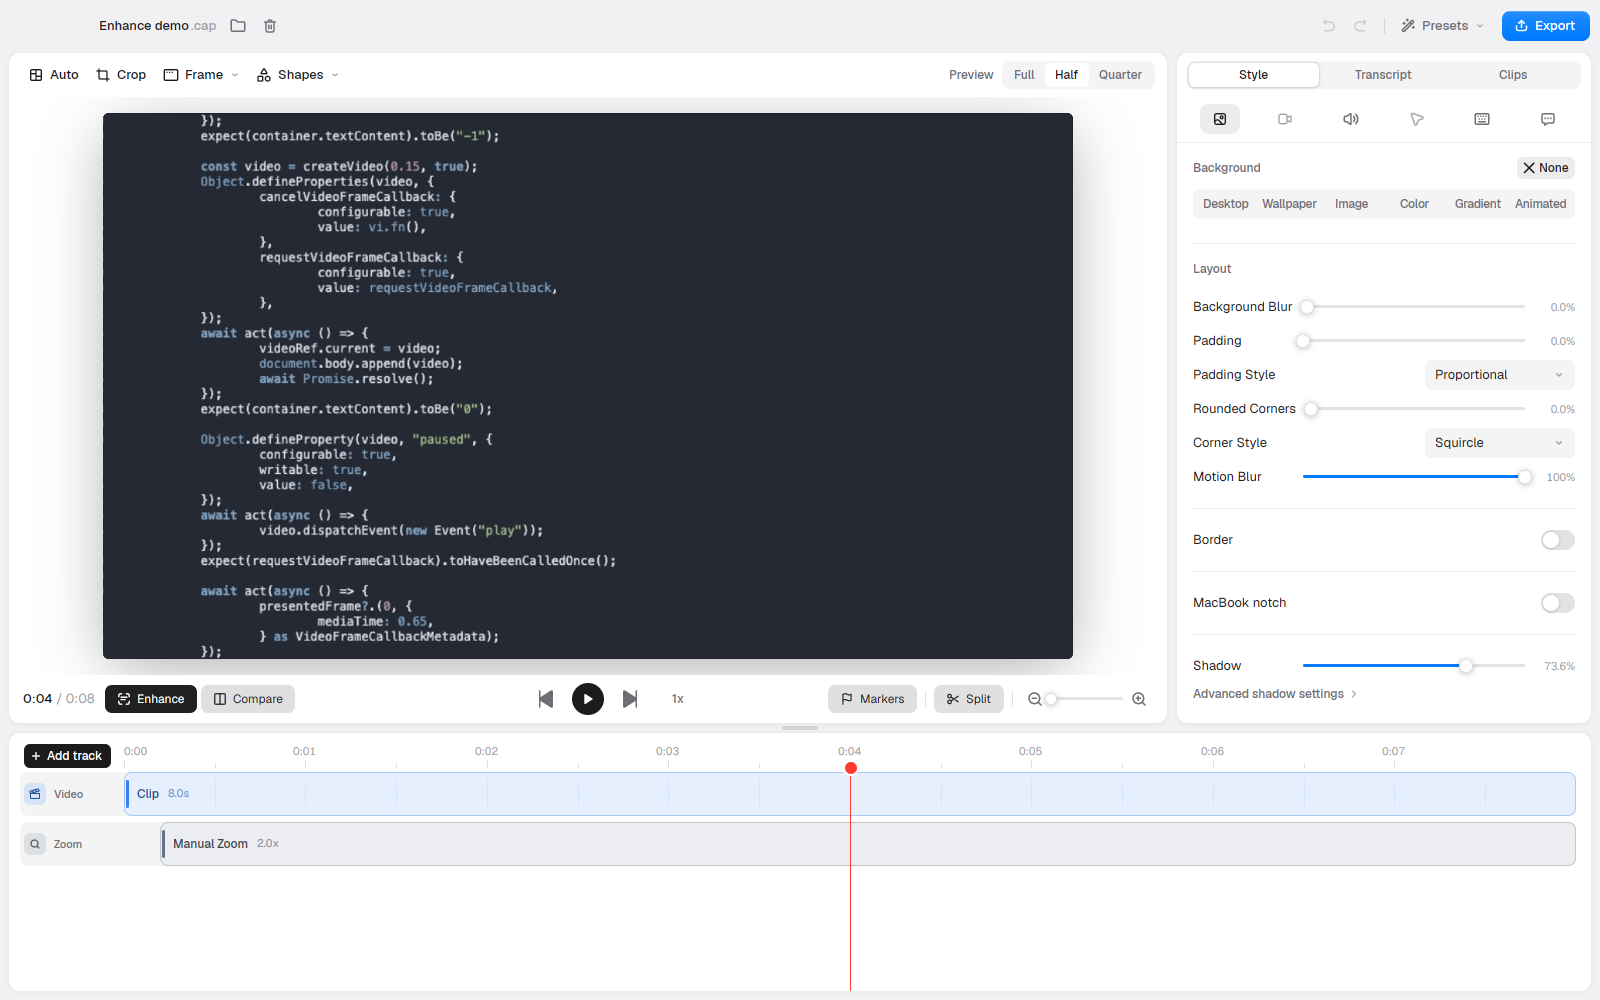 Enhance demo.cap
Presets
Export
Auto
Crop
Frame
Shapes
Preview
Full
Half
Quarter
Style
Transcript
Clips
});
expect(container.textContent).toBe("-1");
const video = createVideo(0.15, true);
Object.defineProperties(video, {
cancelVideoFrameCallback: {
configurable: true,
value: vi.fn(),
},
requestVideoFrameCallback: {
configurable: true,
value: requestVideoFrameCallback,
},
});
await act(async () => {
videoRef.current = video;
document.body.append(video);
await Promise.resolve();
});
expect(container.textContent).toBe("0");
Object.defineProperty(video, "paused", {
configurable: true,
writable: true,
value: false,
});
await act(async () => {
video.dispatchEvent(new Event("play"));
});
expect(requestVideoFrameCallback).toHaveBeenCalledOnce();
await act(async () => {
presentedFrame?.(0, {
mediaTime: 0.65,
} as VideoFrameCallbackMetadata);
});
Background
None
Desktop
Wallpaper
Image
Color
Gradient
Animated
Layout
Background Blur
0.0%
Padding
0.0%
Padding Style
Proportional
Rounded Corners
0.0%
Corner Style
Squircle
Motion Blur
100%
Border
MacBook notch
Shadow
73.6%
Advanced shadow settings
0:04 / 0:08
Enhance
Compare
1x
Markers
Split
Add track
0:00
0:01
0:02
0:03
0:04
0:05
0:06
0:07
Video
Clip 8.0s
Zoom
Manual Zoom 2.0x